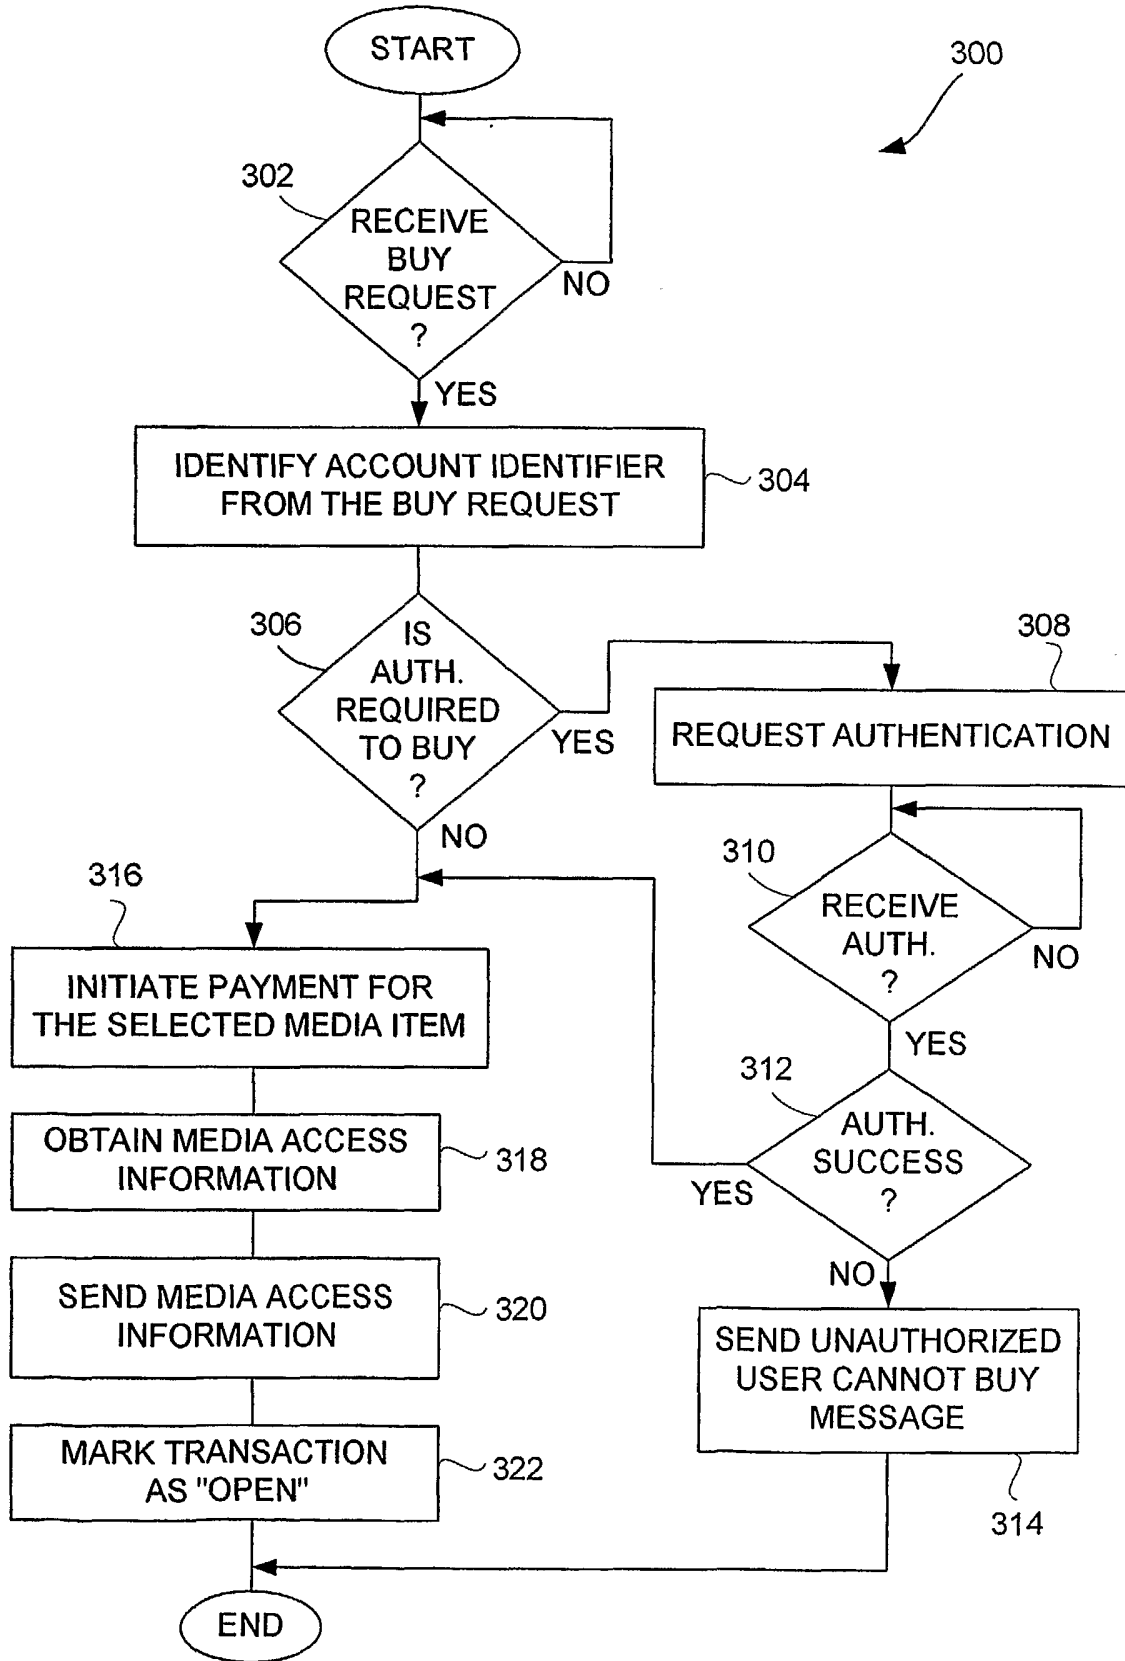 START
300
302
RECEIVE
BUY
REQUEST
?
NO
YES
IDENTIFY ACCOUNT IDENTIFIER
FROM THE BUY REQUEST
304
306
IS
AUTH.
REQUIRED
TO BUY
?
YES
NO
308
REQUEST AUTHENTICATION
310
RECEIVE
AUTH.
?
NO
YES
312
AUTH.
SUCCESS
?
YES
NO
SEND UNAUTHORIZED
USER CANNOT BUY
MESSAGE
314
316
INITIATE PAYMENT FOR
THE SELECTED MEDIA ITEM
OBTAIN MEDIA ACCESS
INFORMATION
318
SEND MEDIA ACCESS
INFORMATION
320
MARK TRANSACTION
AS "OPEN"
322
END